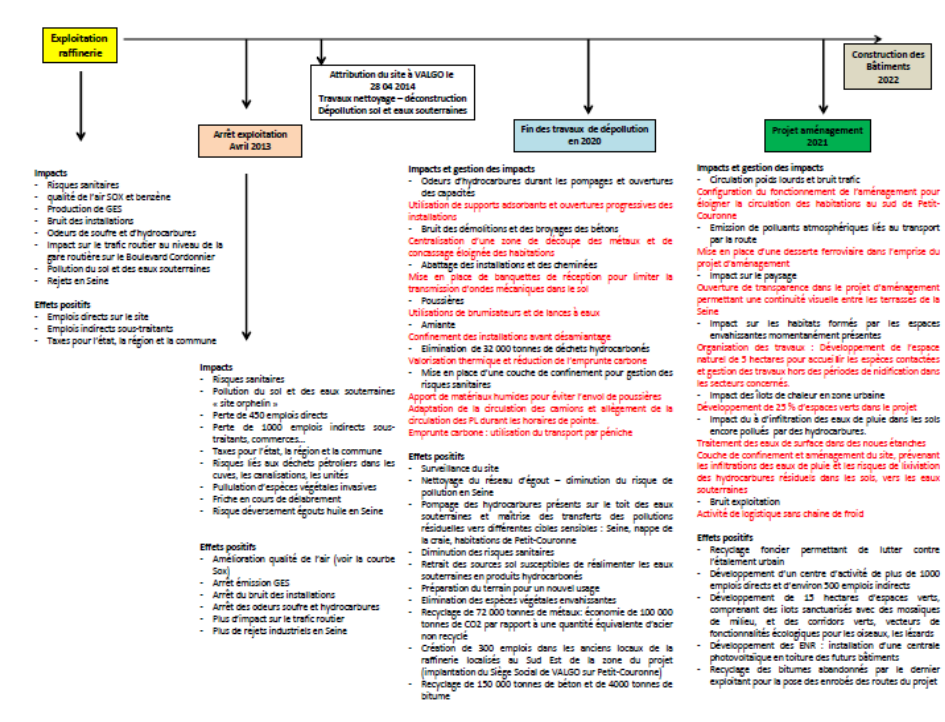 Exploitation
raffinerie
Construction des
Bâtiments
2022
Attribution du site à VALGO le
28 04 2014
Travaux nettoyage – déconstruction
Dépollution sol et eaux souterraines
Arrêt exploitation
Avril 2013
Fin des travaux de dépollution
en 2020
Projet aménagement
2021
Impacts
- Risques sanitaires
- qualité de l'air SOX et benzène
- Production de GES
- Bruit des installations
- Odeurs de soufre et d'hydrocarbures
- Impact sur le trafic routier au niveau de la
gare routière sur le Boulevard Cordonnier
- Pollution du sol et des eaux souterraines
- Rejets en Seine
Effets positifs
- Emplois directs sur le site
- Emplois indirects sous-traitants
- Taxes pour l'état, la région et la commune
Impacts
- Risques sanitaires
- Pollution du sol et des eaux souterraines
« site orphelin »
- Perte de 450 emplois directs
- Perte de 1000 emplois indirects sous-
traitants, commerces...
- Taxes pour l'état, la région et la commune
- Risques liés aux déchets pétroliers dans les
cuves, les canalisations, les unités
- Pullulation d'espèces végétales invasives
- Friche en cours de délabrement
- Risque déversement égouts huile en Seine
Effets positifs
- Amélioration qualité de l'air (voir la courbe
Sox)
- Arrêt émission GES
- Arrêt du bruit des installations
- Arrêt des odeurs soufre et hydrocarbures
- Plus d'impact sur le trafic routier
- Plus de rejets industriels en Seine
Impacts et gestion des impacts
- Odeurs d'hydrocarbures durant les pompages et ouvertures
des capacités
Utilisation de supports adsorbants et ouvertures progressives des
installations
- Bruit des démolitions et des broyages des bétons
Centralisation d'une zone de découpe des métaux et de
concassage éloignée des habitations
- Abattage des installations et des cheminées
Mise en place de banquettes de réception pour limiter la
transmission d'ondes mécaniques dans le sol
- Poussières
Utilisations de brumisateurs et de lances à eaux
- Amiante
Confinement des installations avant désamiantage
- Elimination de 32 000 tonnes de déchets hydrocarbonés
Valorisation thermique et réduction de l'emprunte carbone
- Mise en place d'une couche de confinement pour gestion des
risques sanitaires
Apport de matériaux humides pour éviter l'envol de poussières
Adaptation de la circulation des camions et allègement de la
circulation des PL durant les horaires de pointe.
Emprunte carbone : utilisation du transport par péniche
Effets positifs
- Surveillance du site
- Nettoyage du réseau d'égout – diminution du risque de
pollution en Seine
- Pompage des hydrocarbures présents sur le toit des eaux
souterraines et maîtrise des transferts des pollutions
résiduelles vers différentes cibles sensibles : Seine, nappe de
la craie, habitations de Petit-Couronne
- Diminution des risques sanitaires
- Retrait des sources sol susceptibles de réalimenter les eaux
souterraines en produits hydrocarbonés
- Préparation du terrain pour un nouvel usage
- Elimination des espèces végétales envahissantes
- Recyclage de 72 000 tonnes de métaux: économie de 100 000
tonnes de CO2 par rapport à une quantité équivalente d'acier
non recyclé
- Création de 300 emplois dans les anciens locaux de la
raffinerie localisés au Sud Est de la zone du projet
(implantation du Siège Social de VALGO sur Petit-Couronne)
- Recyclage de 150 000 tonnes de béton et de 4000 tonnes de
bitume
Impacts et gestion des impacts
- Circulation poids lourds et bruit trafic
Configuration du fonctionnement de l'aménagement pour
éloigner la circulation des habitations au sud de Petit-
Couronne
- Emission de polluants atmosphériques liés au transport
par la route
Mise en place d'une desserte ferroviaire dans l'emprise du
projet d'aménagement
- Impact sur le paysage
Ouverture de transparence dans le projet d'aménagement
permettant une continuité visuelle entre les terrasses de la
Seine
- Impact sur les habitats formés par les espaces
envahissantes momentanément présentes
Organisation des travaux : Développement de l'espace
naturel de 5 hectares pour accueillir les espèces contactées
et gestion des travaux hors des périodes de nidification dans
les secteurs concernés.
- Impact des îlots de chaleur en zone urbaine
Développement de 25 % d'espaces verts dans le projet
- Impact du à d'infiltration des eaux de pluie dans les sols
encore pollués par des hydrocarbures.
Traitement des eaux de surface dans des noues étanches
Couche de confinement et aménagement du site, prévenant
les infiltrations des eaux de pluie et les risques de lixiviation
des hydrocarbures résiduels dans les sols, vers les eaux
souterraines
- Bruit exploitation
Activité de logistique sans chaine de froid
Effets positifs
- Recyclage foncier permettant de lutter contre
l'étalement urbain
- Développement d'un centre d'activité de plus de 1000
emplois directs et d'environ 500 emplois indirects
- Développement de 15 hectares d'espaces verts,
comprenant des ilots sanctuarisés avec des mosaïques
de milieu, et des corridors verts, vecteurs de
fonctionnalités écologiques pour les oiseaux, les lézards
- Développement des ENR : installation d'une centrale
photovoltaïque en toiture des futurs bâtiments
- Recyclage des bitumes abandonnés par le dernier
exploitant pour la pose des enrobés des routes du projet